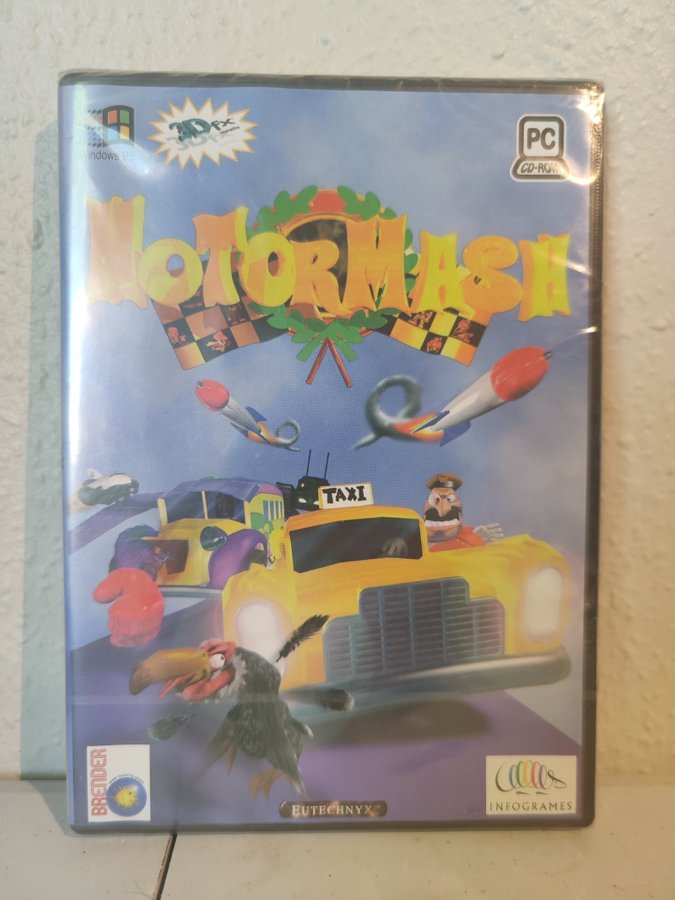 Windows 95
3Dfx
PC
CD-ROM
MotorMash
TAXI
BRENDER
EUTECHNYX
INFOGRAMES